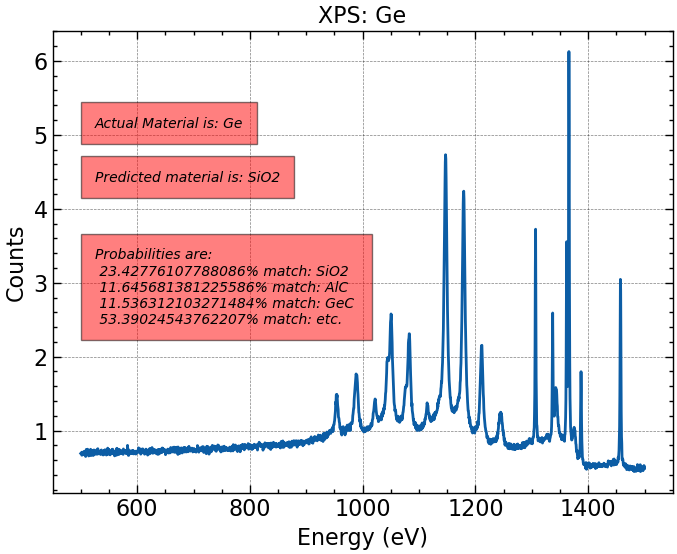 XPS: Ge
6
5
4
3
2
1
Counts
Actual Material is: Ge
Predicted material is: SiO2
Probabilities are:
23.42776107788086% match: SiO2
11.645681381225586% match: AlC
11.536312103271484% match: GeC
53.39024543762207% match: etc.
600 800 1000 1200 1400
Energy (eV)